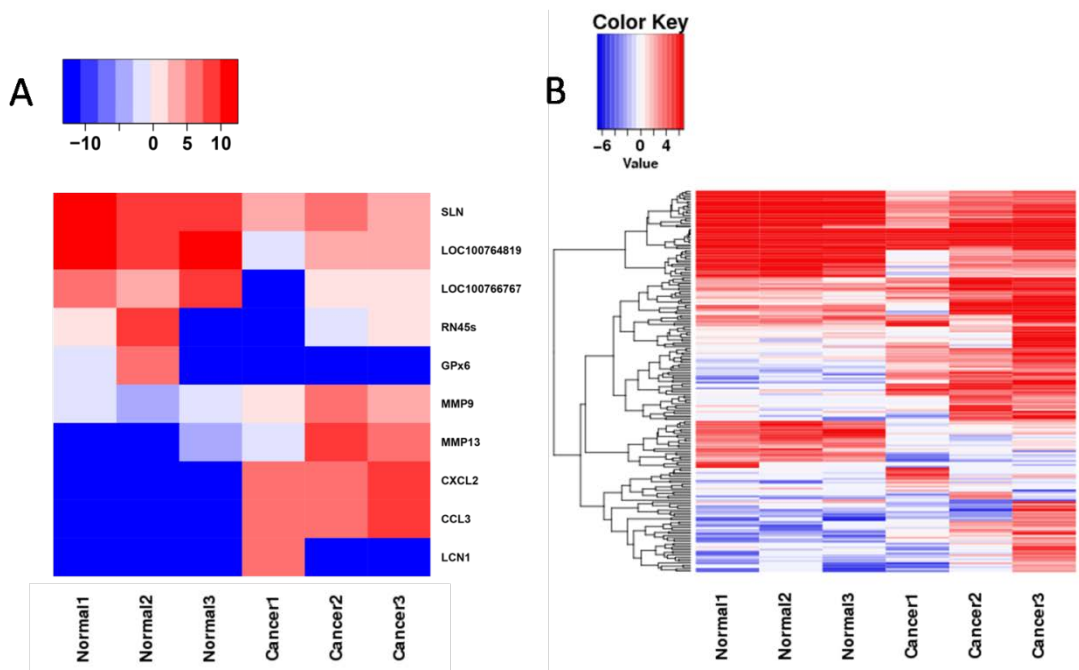 A
−10 0 5 10
SLN
LOC100764819
LOC100766767
RN45s
GPx6
MMP9
MMP13
CXCL2
CCL3
LCN1
Normal1
Normal2
Normal3
Cancer1
Cancer2
Cancer3
B
Color Key
−6 0 4
Value
Normal1
Normal2
Normal3
Cancer1
Cancer2
Cancer3